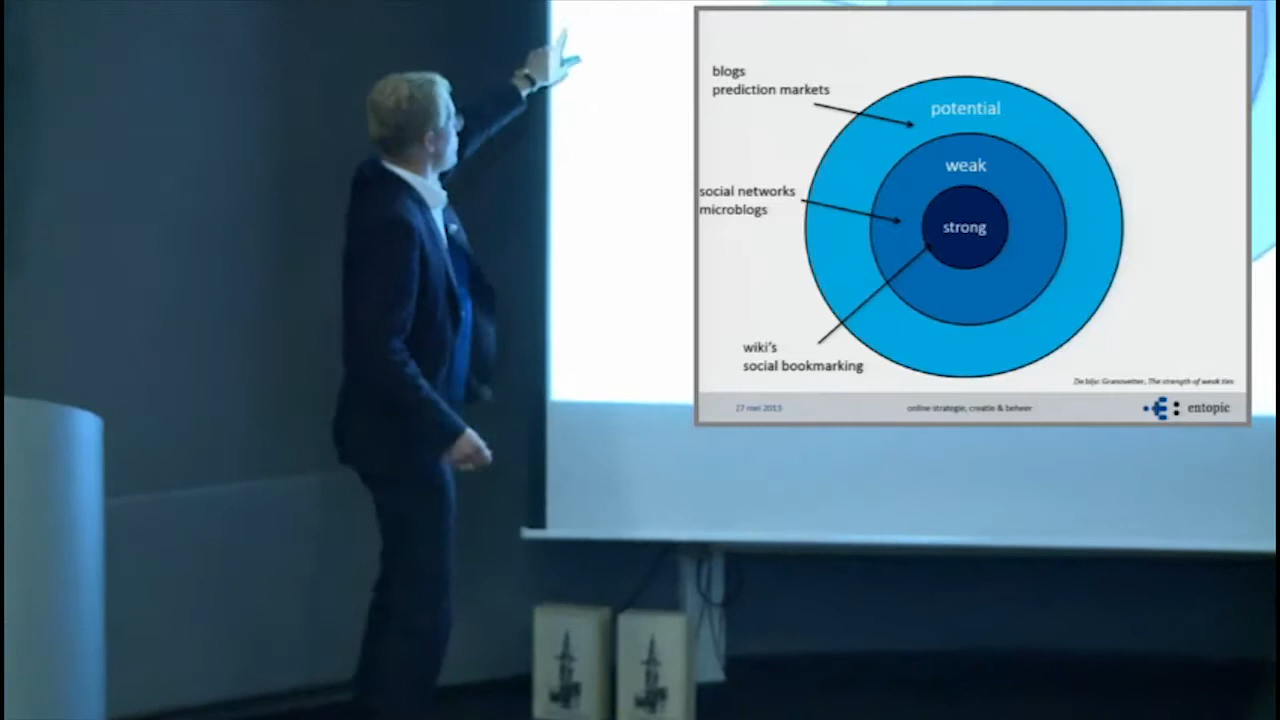 blogs
prediction markets
potential
weak
social networks
microblogs
strong
wiki's
social bookmarking
Zie bijv. Granovetter, The strength of weak ties
27 mei 2013
online strategie, creatie & beheer
entopic